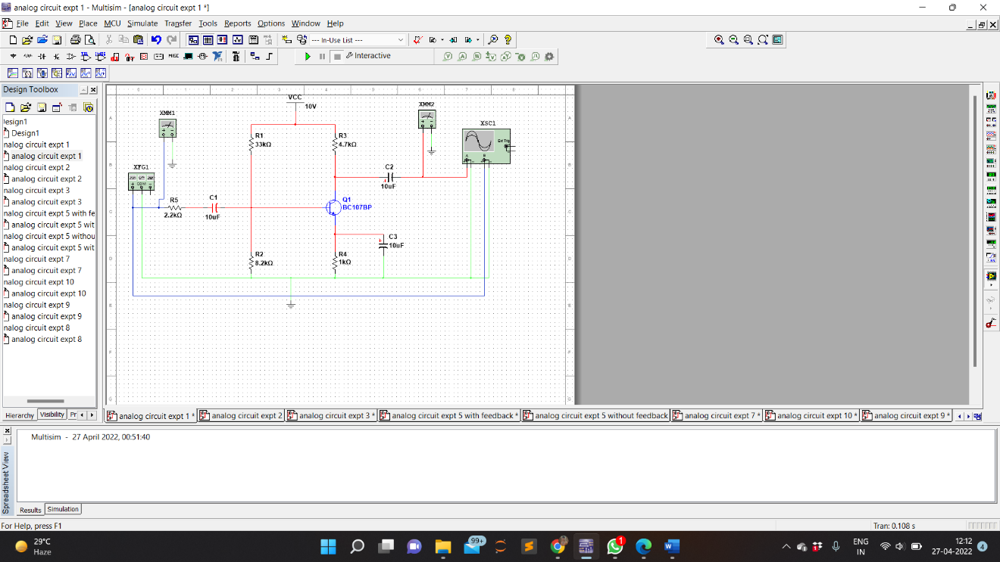 analog circuit expt 1 - Multisim - [analog circuit expt 1 *]
File Edit View Place MCU Simulate Transfer Tools Reports Options Window Help
--- In-Use List ---
Interactive
MISC
Design Toolbox
esign1
Design1
nalog circuit expt 1
analog circuit expt 1
nalog circuit expt 2
analog circuit expt 2
nalog circuit expt 3
analog circuit expt 3
nalog circuit expt 5 with fe
analog circuit expt 5 wit
nalog circuit expt 5 withou
analog circuit expt 5 wit
nalog circuit expt 7
analog circuit expt 7
nalog circuit expt 10
analog circuit expt 10
nalog circuit expt 9
analog circuit expt 9
nalog circuit expt 8
analog circuit expt 8
Hierarchy Visibility Pr
0 1 2 3 4 5 6 7 8
A
B
C
D
E
F
G
VCC
10V
XMM1
XMM2
XSC1
Ext Trig
A B
R1
33kΩ
R3
4.7kΩ
XFG1
COM
C2
10uF
R5
2.2kΩ
C1
10uF
Q1
BC107BP
C3
10uF
R2
8.2kΩ
R4
1kΩ
analog circuit expt 1 * analog circuit expt 2 analog circuit expt 3 * analog circuit expt 5 with feedback * analog circuit expt 5 without feedback analog circuit expt 7 * analog circuit expt 10 * analog circuit expt 9 *
Spreadsheet View
Multisim - 27 April 2022, 00:51:40
Results Simulation
For Help, press F1
Tran: 0.108 s
29°C
Haze
99+
1
W
ENG
IN
12:12
27-04-2022
4